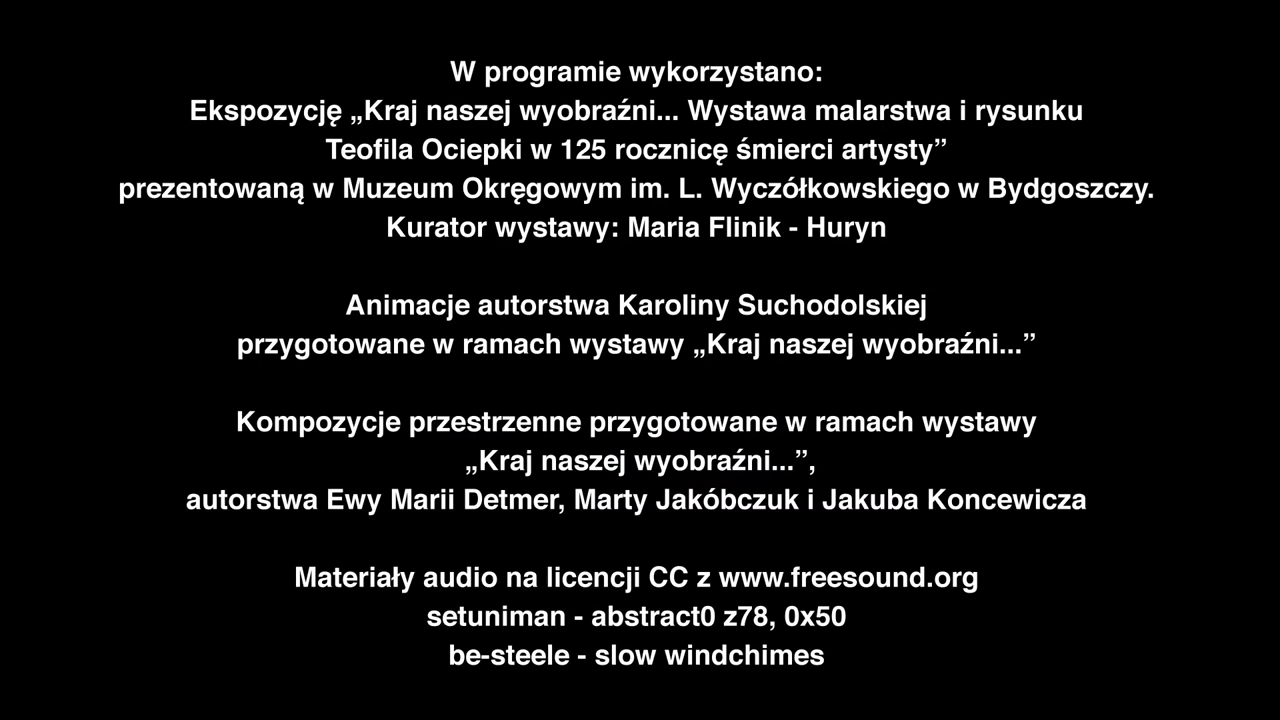 W programie wykorzystano:
Ekspozycję „Kraj naszej wyobraźni... Wystawa malarstwa i rysunku
Teofila Ociepki w 125 rocznicę śmierci artysty”
prezentowaną w Muzeum Okręgowym im. L. Wyczółkowskiego w Bydgoszczy.
Kurator wystawy: Maria Flinik - Huryn
Animacje autorstwa Karoliny Suchodolskiej
przygotowane w ramach wystawy „Kraj naszej wyobraźni...”
Kompozycje przestrzenne przygotowane w ramach wystawy
„Kraj naszej wyobraźni...”,
autorstwa Ewy Marii Detmer, Marty Jakóbczuk i Jakuba Koncewicza
Materiały audio na licencji CC z www.freesound.org
setuniman - abstract0 z78, 0x50
be-steele - slow windchimes